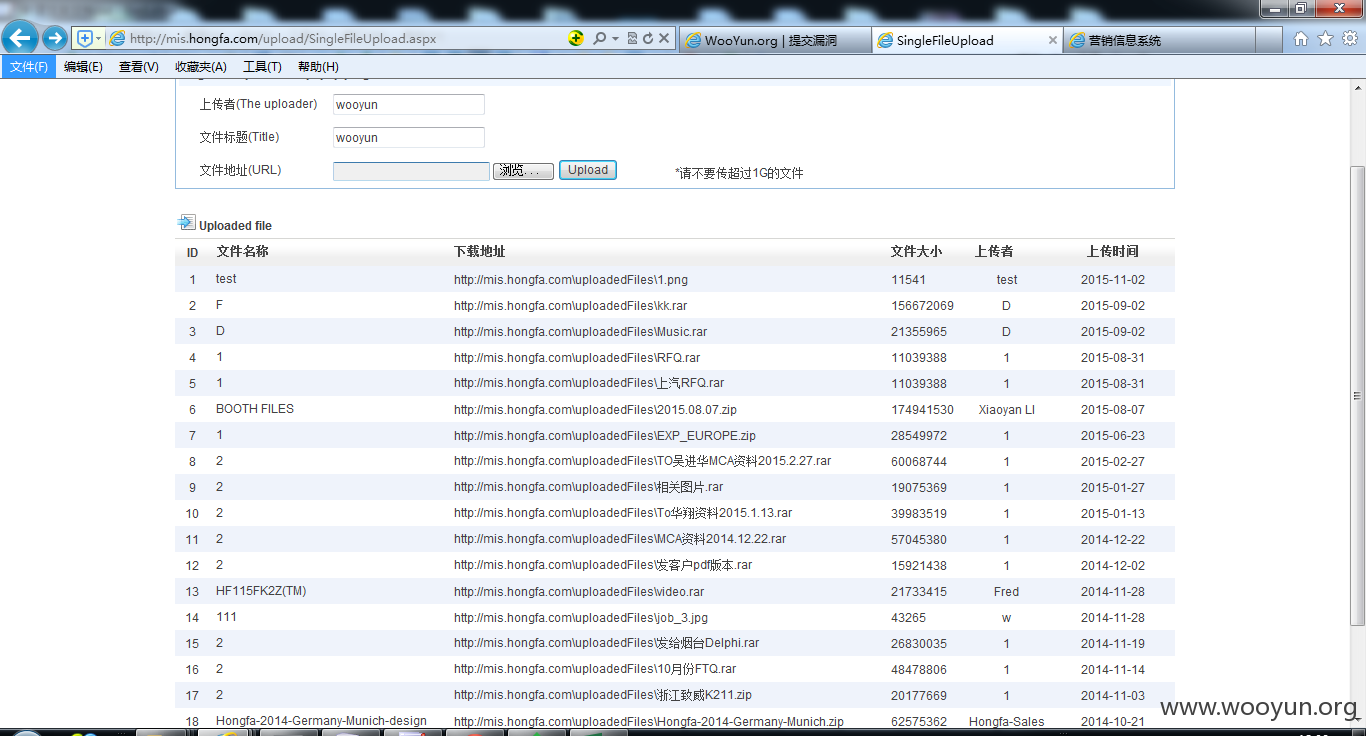 http://mis.hongfa.com/upload/SingleFileUpload.aspx
WooYun.org | 提交漏洞
SingleFileUpload
营销信息系统
文件(F) 编辑(E) 查看(V) 收藏夹(A) 工具(T) 帮助(H)
上传者(The uploader) wooyun
文件标题(Title) wooyun
文件地址(URL) 浏览... Upload *请不要传超过1G的文件
Uploaded file
ID 文件名称 下载地址 文件大小 上传者 上传时间
1 test http://mis.hongfa.com\uploadedFiles\1.png 11541 test 2015-11-02
2 F http://mis.hongfa.com\uploadedFiles\kk.rar 156672069 D 2015-09-02
3 D http://mis.hongfa.com\uploadedFiles\Music.rar 21355965 D 2015-09-02
4 1 http://mis.hongfa.com\uploadedFiles\RFQ.rar 11039388 1 2015-08-31
5 1 http://mis.hongfa.com\uploadedFiles\上汽RFQ.rar 11039388 1 2015-08-31
6 BOOTH FILES http://mis.hongfa.com\uploadedFiles\2015.08.07.zip 174941530 Xiaoyan LI 2015-08-07
7 1 http://mis.hongfa.com\uploadedFiles\EXP_EUROPE.zip 28549972 1 2015-06-23
8 2 http://mis.hongfa.com\uploadedFiles\TO吴进华MCA资料2015.2.27.rar 60068744 1 2015-02-27
9 2 http://mis.hongfa.com\uploadedFiles\相关图片.rar 19075369 1 2015-01-27
10 2 http://mis.hongfa.com\uploadedFiles\To华翔资料2015.1.13.rar 39983519 1 2015-01-13
11 2 http://mis.hongfa.com\uploadedFiles\MCA资料2014.12.22.rar 57045380 1 2014-12-22
12 2 http://mis.hongfa.com\uploadedFiles\发客户pdf版本.rar 15921438 1 2014-12-02
13 HF115FK2Z(TM) http://mis.hongfa.com\uploadedFiles\video.rar 21733415 Fred 2014-11-28
14 111 http://mis.hongfa.com\uploadedFiles\job_3.jpg 43265 w 2014-11-28
15 2 http://mis.hongfa.com\uploadedFiles\发给烟台Delphi.rar 26830035 1 2014-11-19
16 2 http://mis.hongfa.com\uploadedFiles\10月份FTQ.rar 48478806 1 2014-11-14
17 2 http://mis.hongfa.com\uploadedFiles\浙江致威K211.zip 20177669 1 2014-11-03
18 Hongfa-2014-Germany-Munich-design http://mis.hongfa.com\uploadedFiles\Hongfa-2014-Germany-Munich.zip 62575362 Hongfa-Sales 2014-10-21
www.wooyun.org